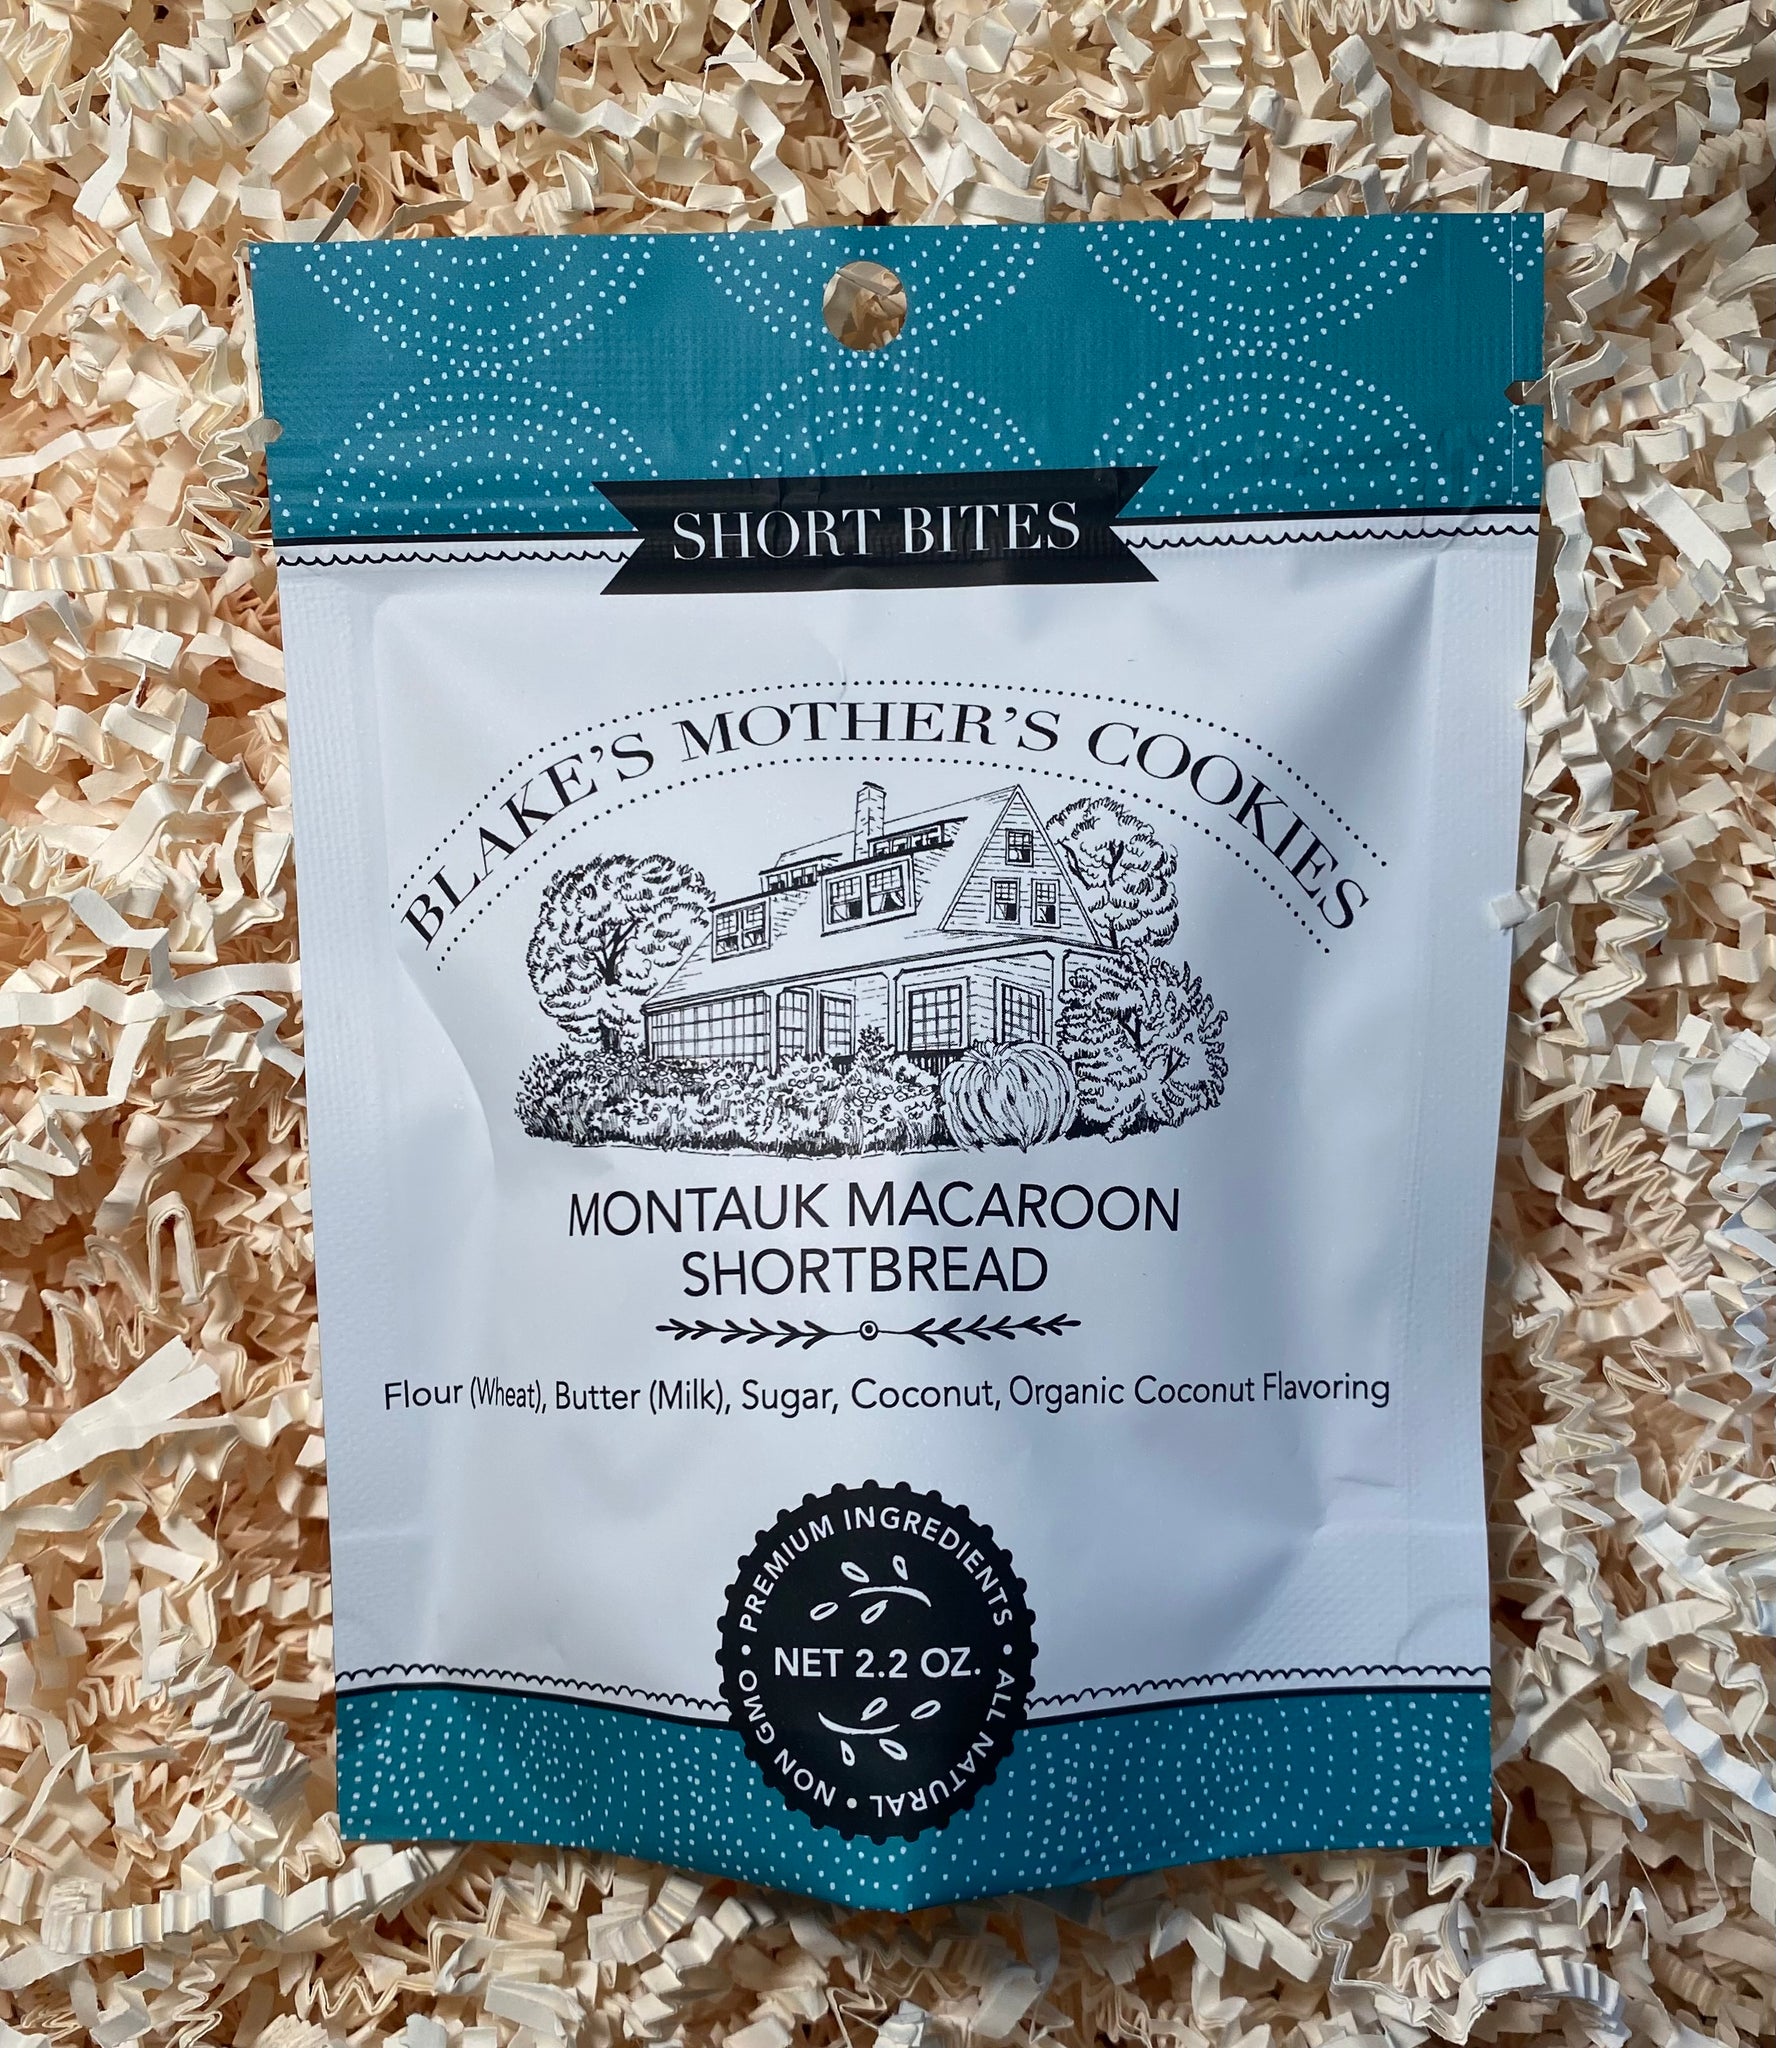 SHORT BITES
BLAKE'S MOTHER'S COOKIES
MONTAUK MACAROON
SHORTBREAD
Flour (Wheat), Butter (Milk), Sugar, Coconut, Organic Coconut Flavoring
• PREMIUM INGREDIENTS • ALL NATURAL • NON GMO
NET 2.2 OZ.